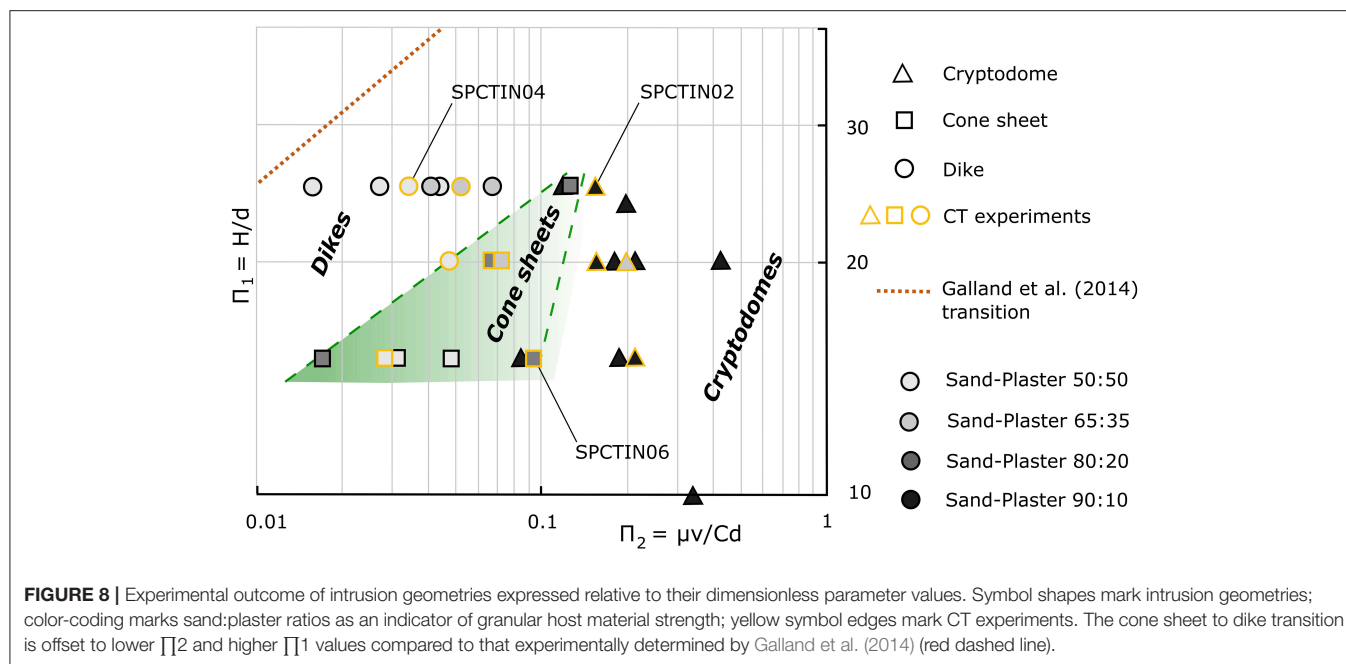 SPCTIN04
SPCTIN02
SPCTIN06
Dikes
Cone sheets
Cryptodomes
Π1 = H/d
30
20
10
0.01
0.1
1
Π2 = μv/Cd
Cryptodome
Cone sheet
Dike
CT experiments
Galland et al. (2014)
transition
Sand-Plaster 50:50
Sand-Plaster 65:35
Sand-Plaster 80:20
Sand-Plaster 90:10
FIGURE 8 | Experimental outcome of intrusion geometries expressed relative to their dimensionless parameter values. Symbol shapes mark intrusion geometries;
color-coding marks sand:plaster ratios as an indicator of granular host material strength; yellow symbol edges mark CT experiments. The cone sheet to dike transition
is offset to lower ∏2 and higher ∏1 values compared to that experimentally determined by Galland et al. (2014) (red dashed line).